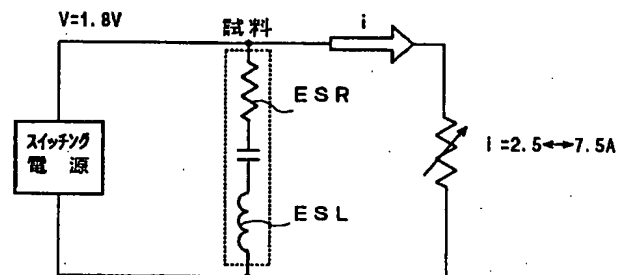 V=1.8V
試料
i
ESR
スイッチング
電源
i=2.5↔7.5A
ESL